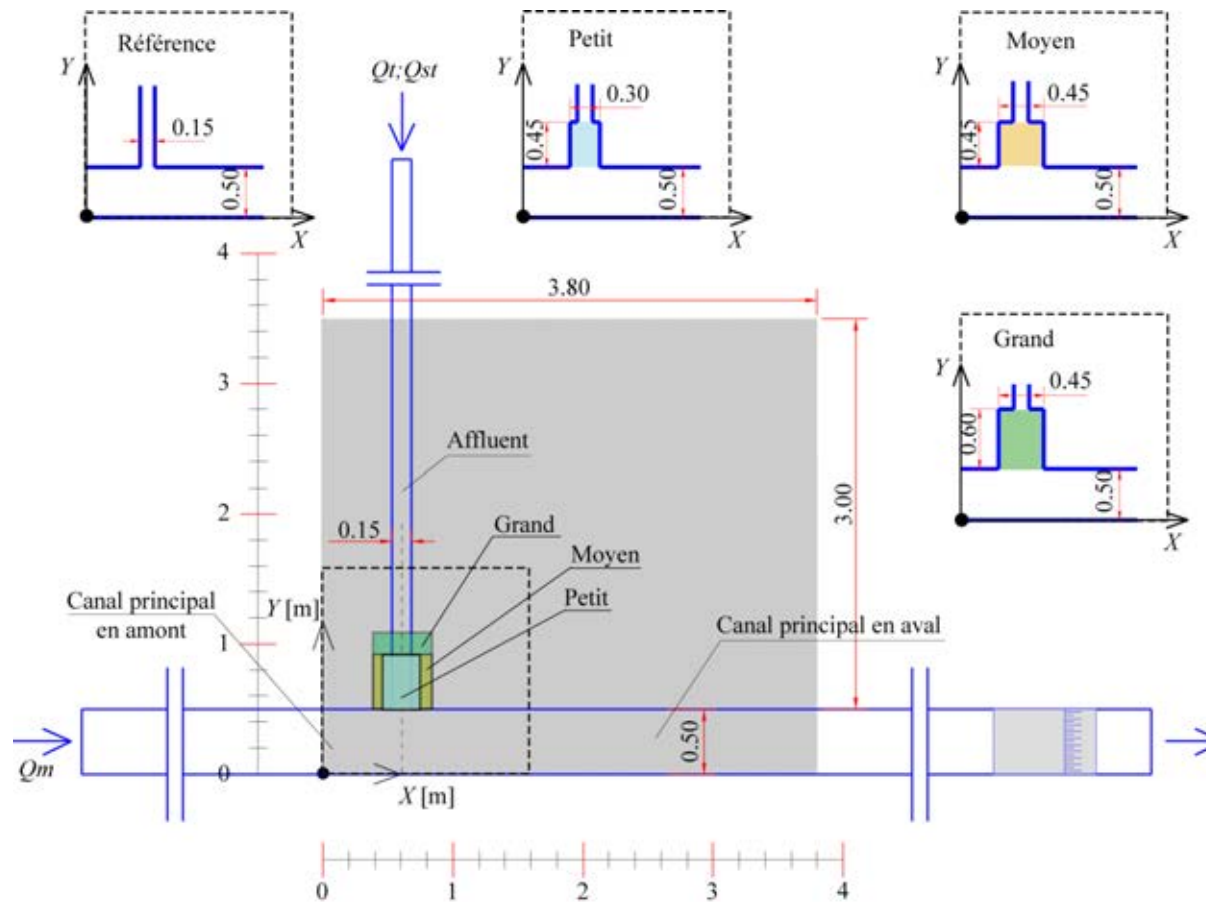 Référence
Y
0.15
0.50
X
Qt;Qst
Petit
Y
0.30
0.45
0.50
X
Moyen
Y
0.45
0.45
0.50
X
Grand
Y
0.45
0.60
0.50
X
4
3
2
1
0
3.80
3.00
Affluent
0.15
Grand
Moyen
Petit
Canal principal
en amont
Y [m]
Canal principal en aval
0.50
Qm
X [m]
0
1
2
3
4